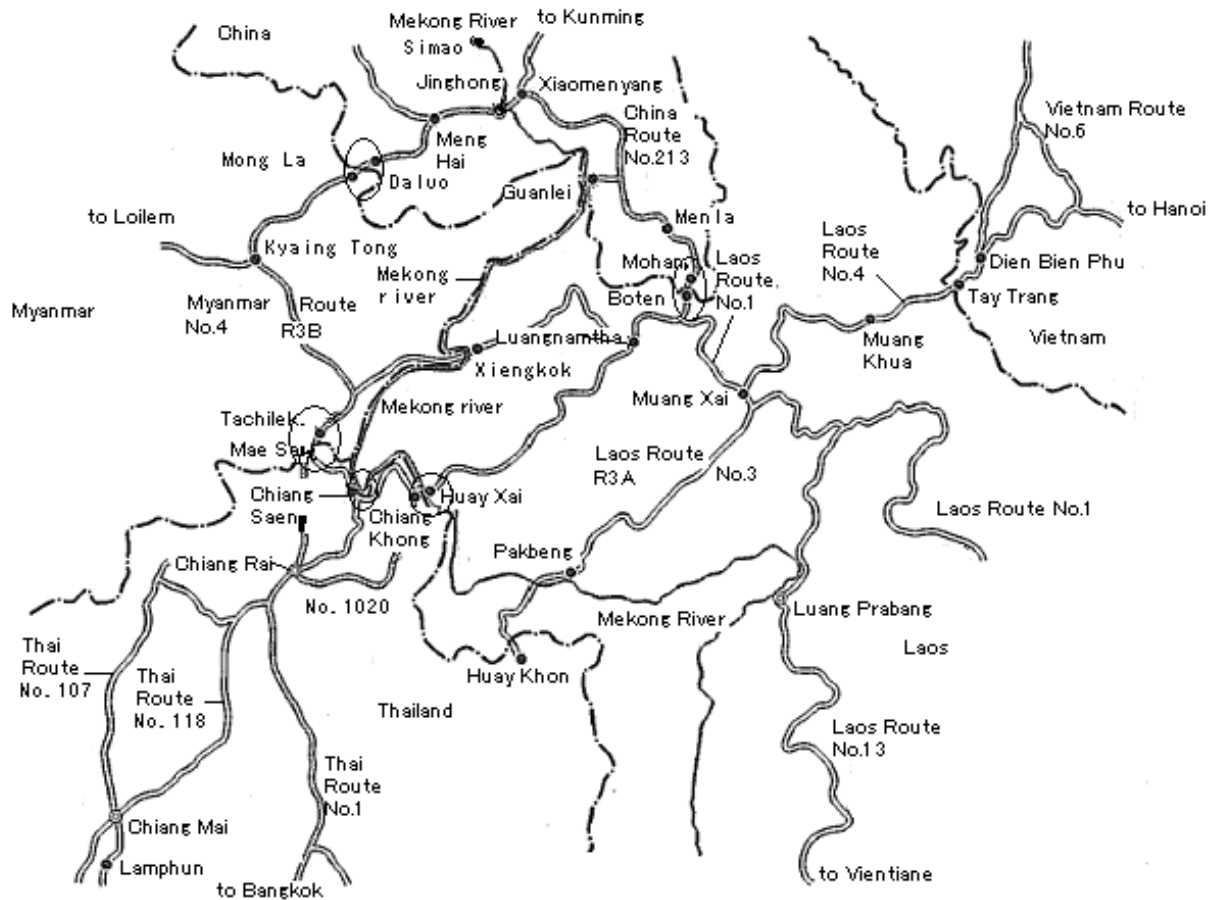 to Kunming
Mekong River
China
Simao
Jinghong
Xiaomenyang
China
Route
No.213
Vietnam Route
No.6
Meng
Hai
Mong La
Daluo
Guanlei
to Loilem
Menla
to Hanoi
Laos
Route
No.4
Kyaing Tong
Moham
Laos
Route,
No.1
Dien Bien Phu
Mekong
river
Boten
Tay Trang
Myanmar
Myanmar
No.4
Route
R3B
Luangnamtha
Muang
Khua
Vietnam
Xiengkok
Mekong river
Muang Xai
Tachilek
Mae Sai
Laos Route
R3A
No.3
Chiang
Saen
Huay Xai
Chiang
Khong
Laos Route No.1
Pakbeng
Chiang Rai
No. 1020
Mekong River
Luang Prabang
Thai
Route
No. 107
Thai
Route
No. 118
Huay Khon
Laos
Thailand
Laos Route
No.13
Thai
Route
No.1
Chiang Mai
Lamphun
to Bangkok
to Vientiane